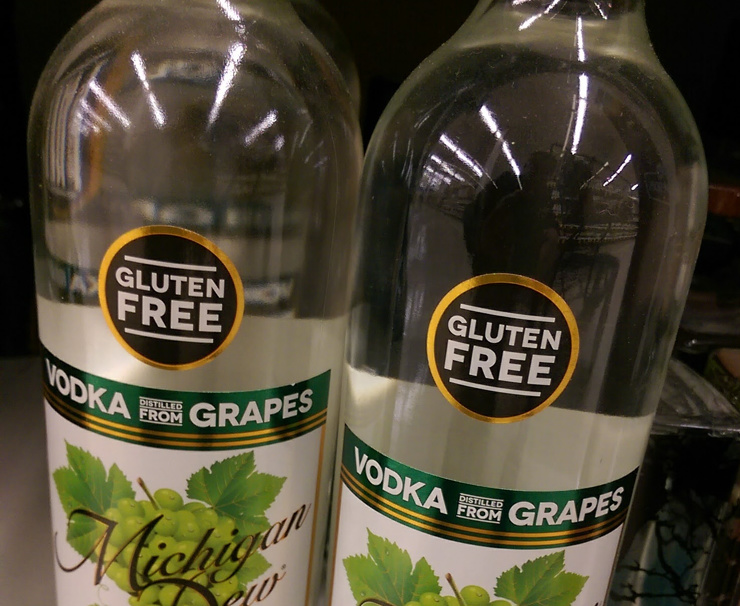 GLUTEN
FREE
VODKA DISTILLED FROM GRAPES
Michigan
Dew
GLUTEN
FREE
VODKA DISTILLED FROM GRAPES